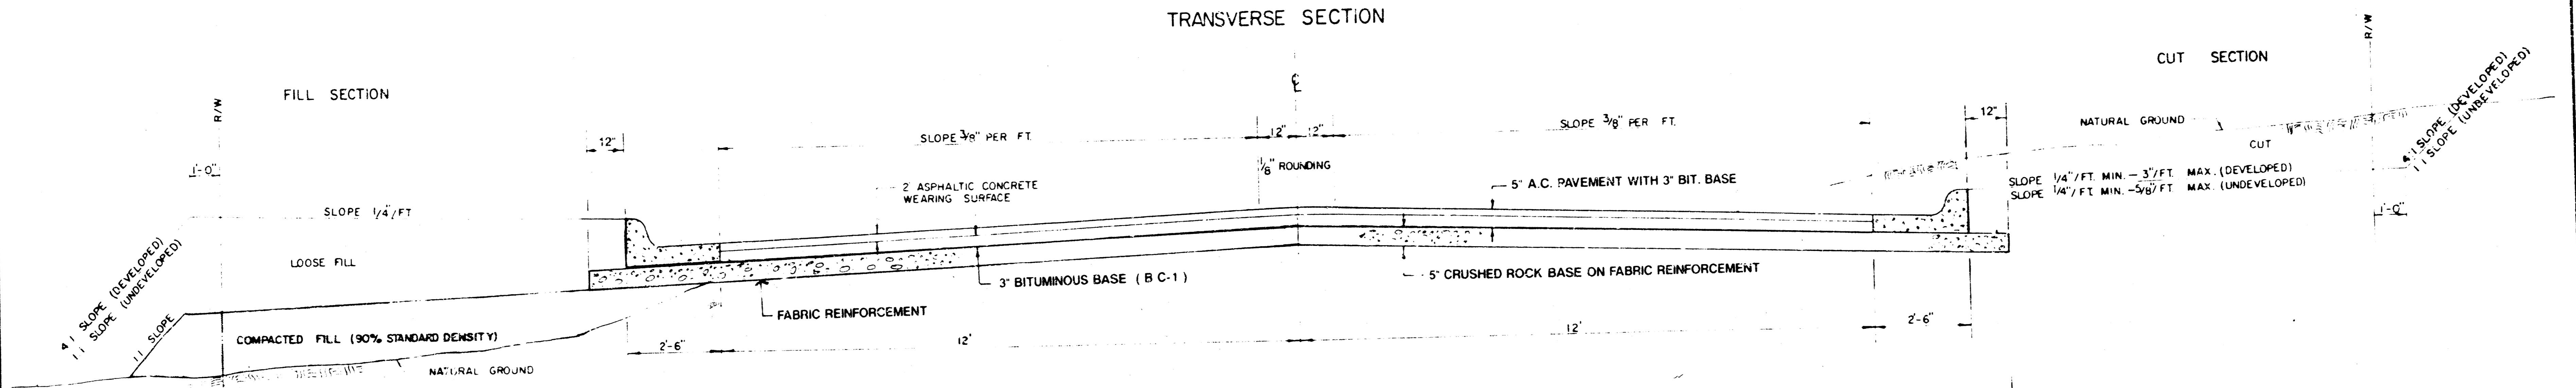 TRANSVERSE SECTION
FILL SECTION
CUT SECTION
R/W
R/W
℄
12"
SLOPE 3/8" PER FT.
12" 12"
SLOPE 3/8" PER FT.
12"
NATURAL GROUND
CUT
4:1 SLOPE (DEVELOPED)
1:1 SLOPE (UNDEVELOPED)
1'-0"
1/8" ROUNDING
2" ASPHALTIC CONCRETE
WEARING SURFACE
5" A.C. PAVEMENT WITH 3" BIT. BASE
SLOPE 1/4"/FT. MIN. - 3"/FT. MAX. (DEVELOPED)
SLOPE 1/4"/FT. MIN. - 5/8"/FT. MAX. (UNDEVELOPED)
1'-0"
SLOPE 1/4"/FT
LOOSE FILL
4:1 SLOPE (DEVELOPED)
1:1 SLOPE (UNDEVELOPED)
1:1 SLOPE
3" BITUMINOUS BASE (B C-1)
5" CRUSHED ROCK BASE ON FABRIC REINFORCEMENT
FABRIC REINFORCEMENT
COMPACTED FILL (90% STANDARD DENSITY)
NATURAL GROUND
2'-6"
12'
12'
2'-6"